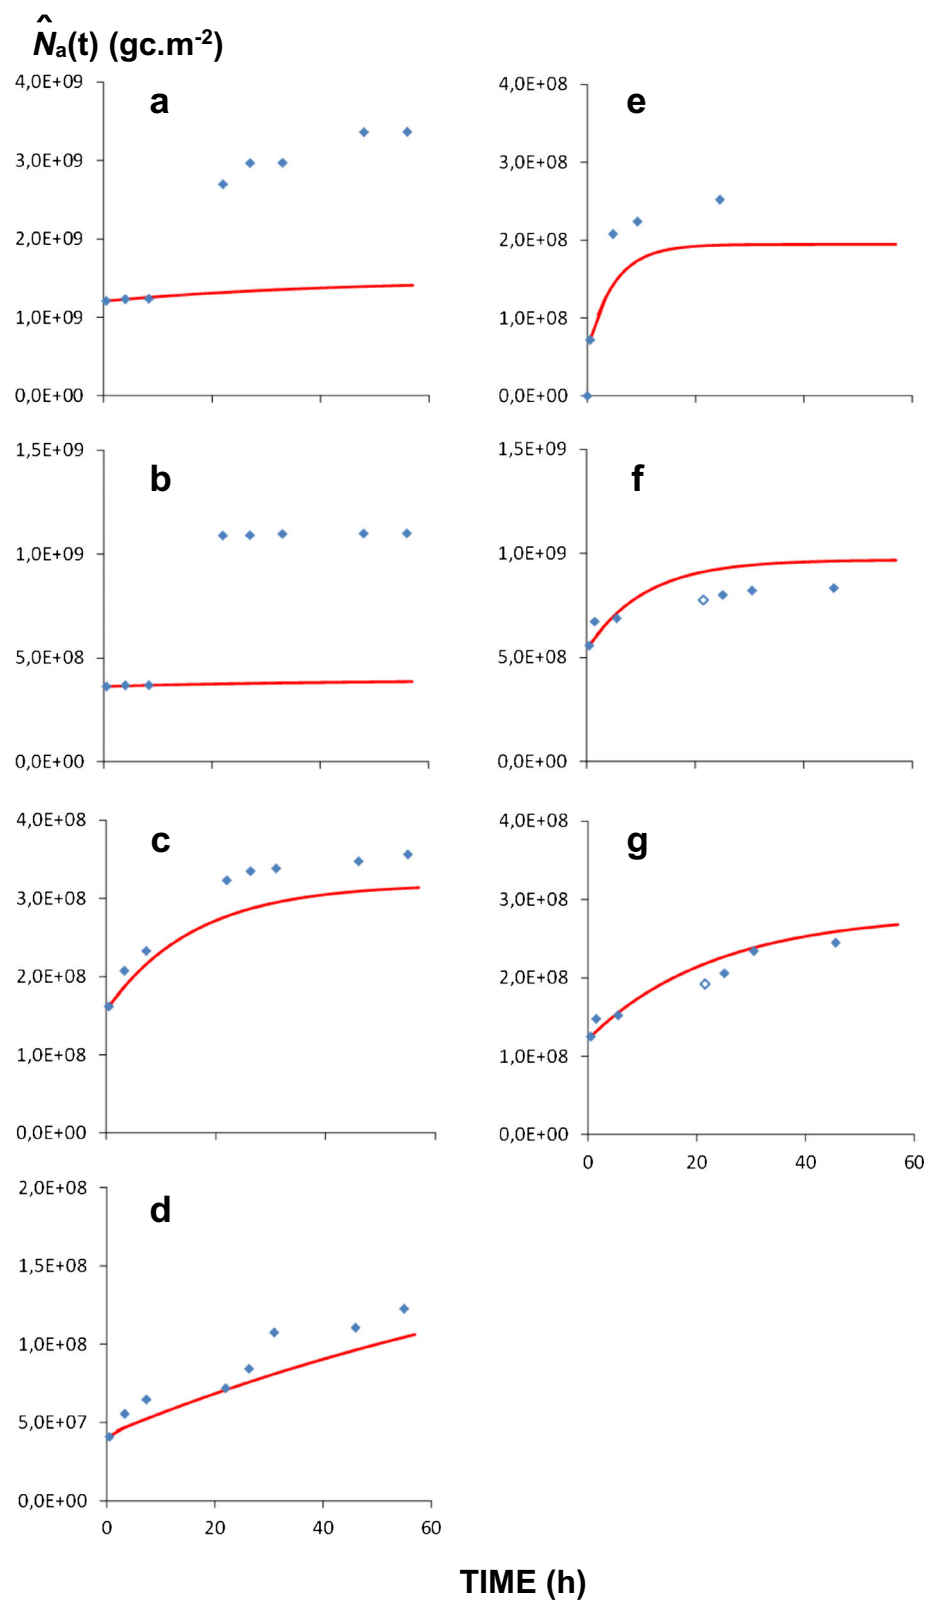 N̂a(t) (gc.m-2)
a
4,0E+09
3,0E+09
2,0E+09
1,0E+09
0,0E+00
e
4,0E+08
3,0E+08
2,0E+08
1,0E+08
0,0E+00
b
1,5E+09
1,0E+09
5,0E+08
0,0E+00
f
1,5E+09
1,0E+09
5,0E+08
0,0E+00
c
4,0E+08
3,0E+08
2,0E+08
1,0E+08
0,0E+00
g
4,0E+08
3,0E+08
2,0E+08
1,0E+08
0,0E+00
0 20 40 60
d
2,0E+08
1,5E+08
1,0E+08
5,0E+07
0,0E+00
0 20 40 60
TIME (h)